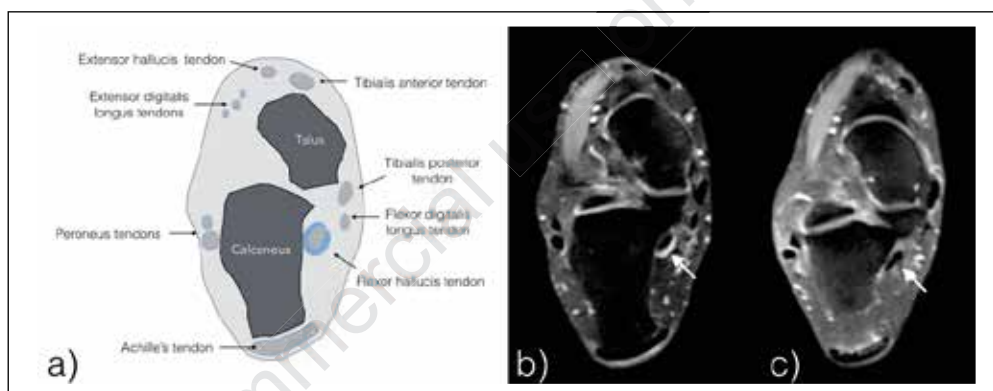 Extensor hallucis tendon
Tibialis anterior tendon
Extensor digitalis
longus tendons
Talus
Tibialis posterior
tendon
Flexor digitalis
longus tendon
Peroneus tendons
Calcaneus
Flexor hallucis tendon
Achille's tendon
a)
b)
c)